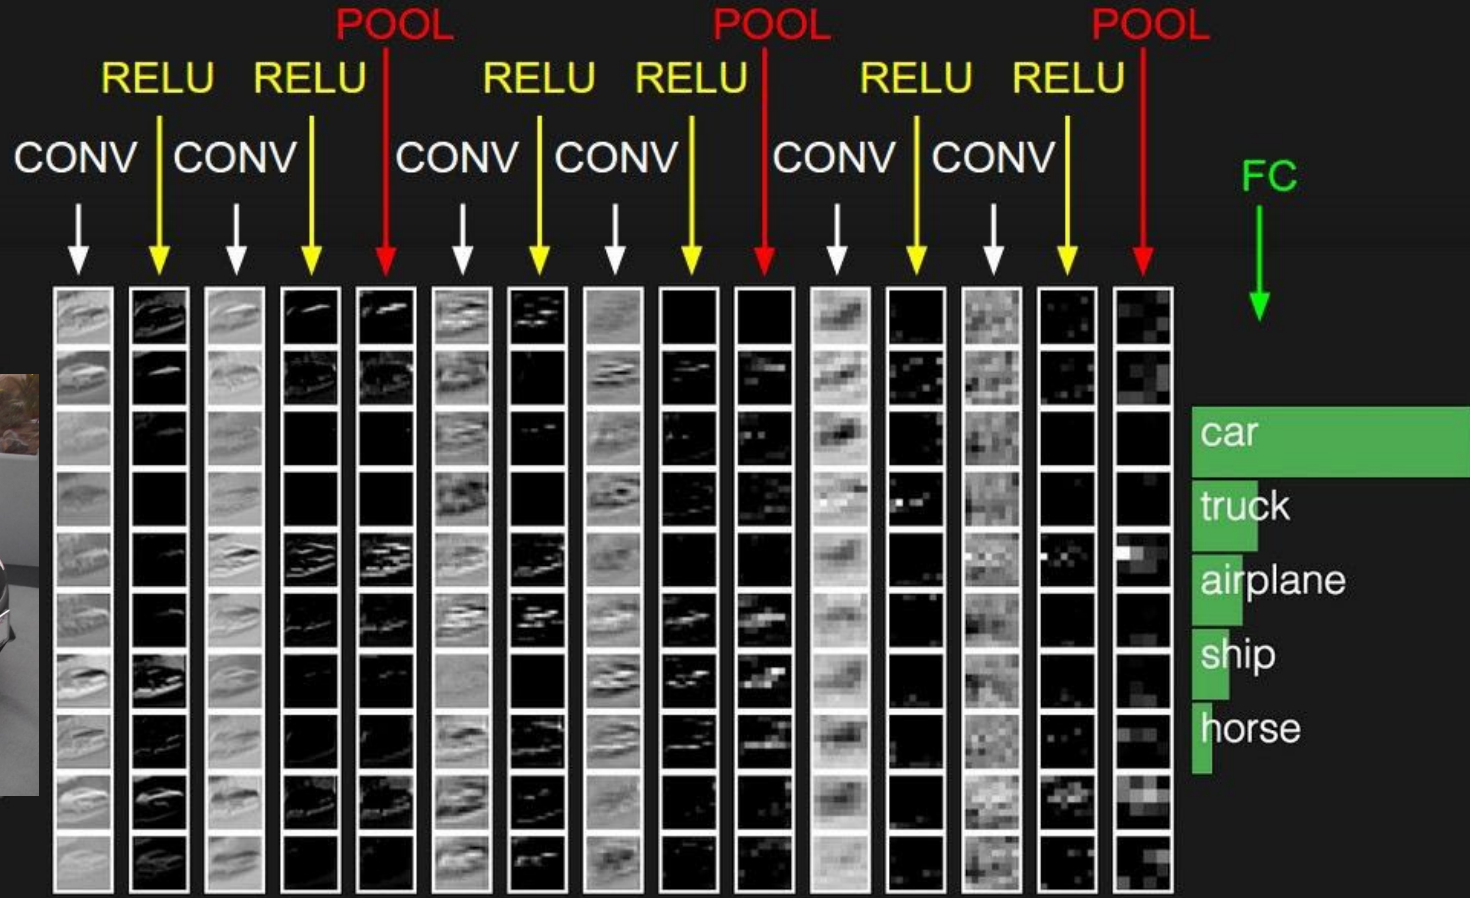 POOL POOL POOL
RELU RELU RELU RELU RELU RELU
CONV CONV CONV CONV CONV CONV FC
car
truck
airplane
ship
horse